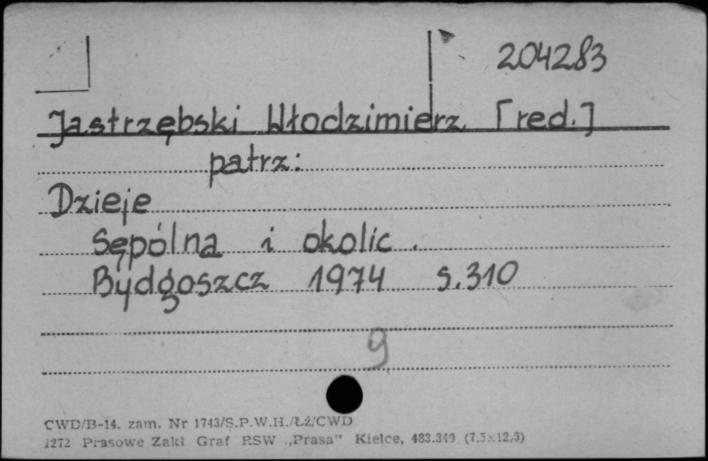 204283
Jastrzębski Włodzimierz [red.]
patrz:
Dzieje
Sępólna i okolic.
Bydgoszcz 1974 s.310
9
CWD/B-14. zam. Nr 1743/S.P.W.H./ŁŻ/CWD
1272 Prasowe Zakł Graf RSW „Prasa” Kielce, 483.349 (7,5x12,5)